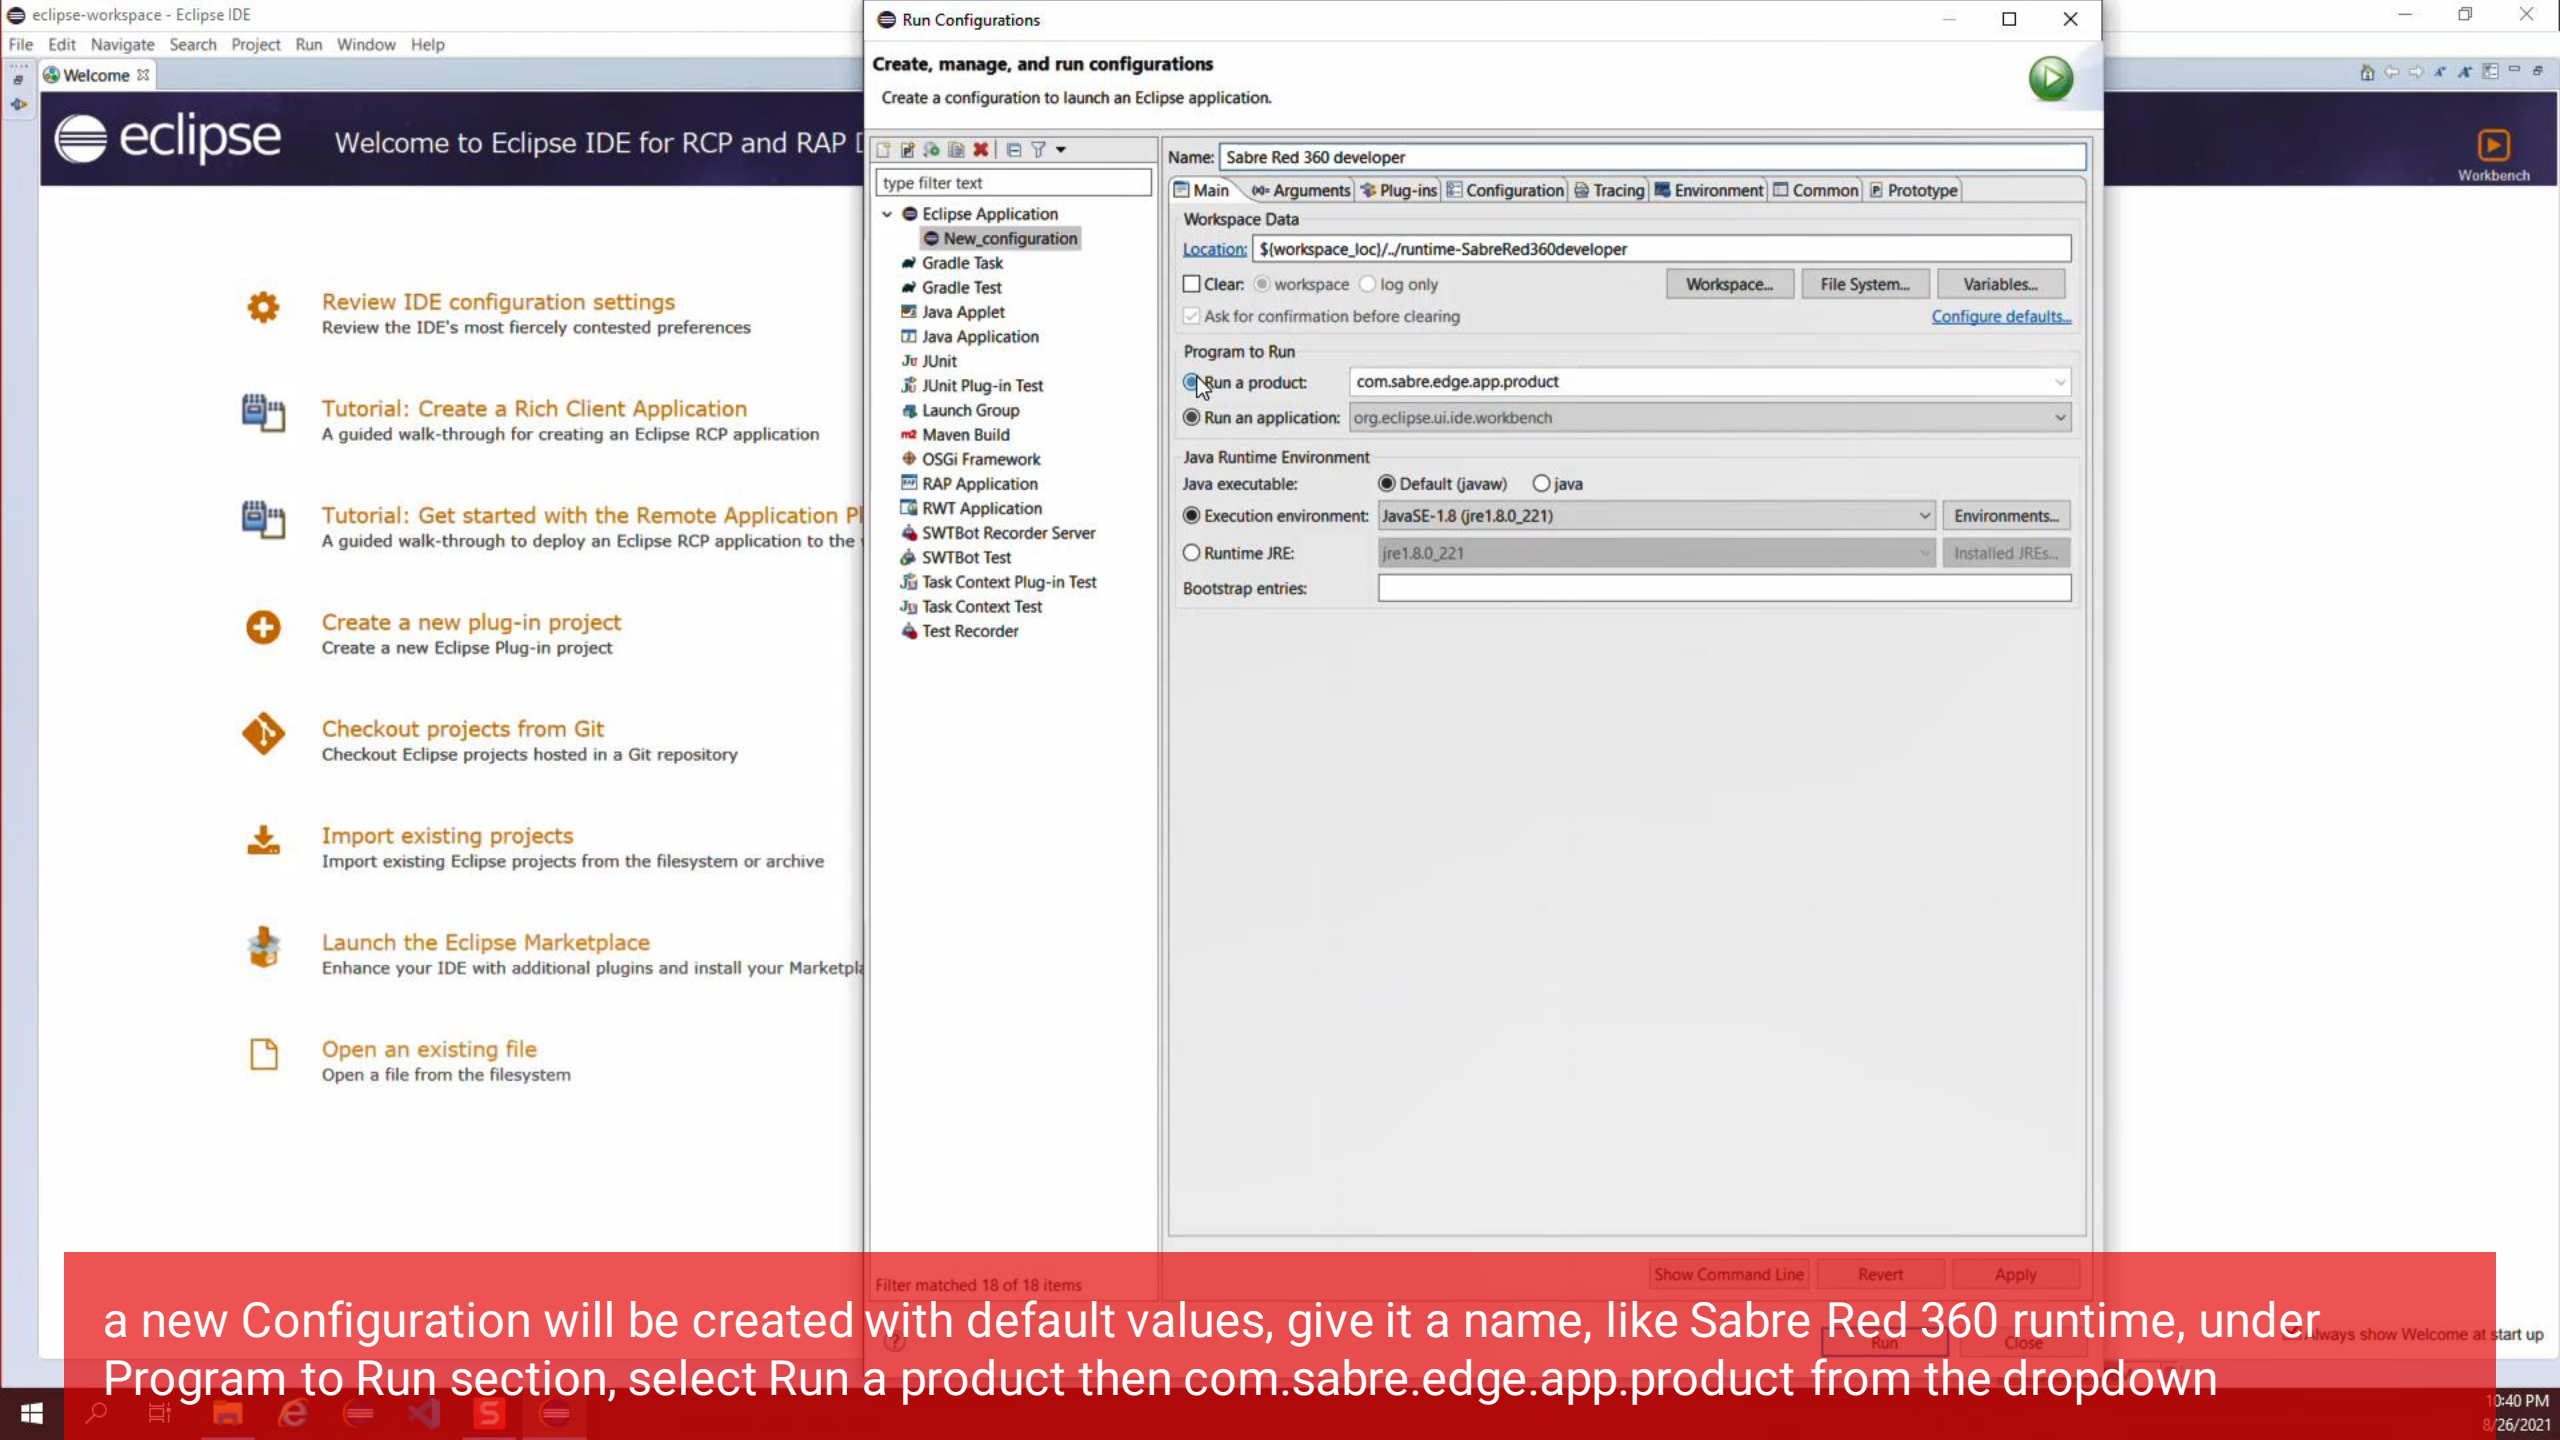 eclipse-workspace - Eclipse IDE
File Edit Navigate Search Project Run Window Help
Welcome
eclipse
Welcome to Eclipse IDE for RCP and RAP
Workbench
Review IDE configuration settings
Review the IDE's most fiercely contested preferences
Tutorial: Create a Rich Client Application
A guided walk-through for creating an Eclipse RCP application
Tutorial: Get started with the Remote Application
A guided walk-through to deploy an Eclipse RCP application to the
Create a new plug-in project
Create a new Eclipse Plug-in project
Checkout projects from Git
Checkout Eclipse projects hosted in a Git repository
Import existing projects
Import existing Eclipse projects from the filesystem or archive
Launch the Eclipse Marketplace
Enhance your IDE with additional plugins and install your
Open an existing file
Open a file from the filesystem
Run Configurations
Create, manage, and run configurations
Create a configuration to launch an Eclipse application.
type filter text
Eclipse Application
New_configuration
Gradle Task
Gradle Test
Java Applet
Java Application
JUnit
JUnit Plug-in Test
Launch Group
Maven Build
OSGi Framework
RAP Application
RWT Application
SWTBot Recorder Server
SWTBot Test
Task Context Plug-in Test
Task Context Test
Test Recorder
Filter matched 18 of 18 items
Name: Sabre Red 360 developer
Main Arguments Plug-ins Configuration Tracing Environment Common Prototype
Workspace Data
Location: ${workspace_loc}/../runtime-SabreRed360developer
Clear: workspace log only Workspace... File System... Variables...
Ask for confirmation before clearing Configure defaults...
Program to Run
Run a product: com.sabre.edge.app.product
Run an application: org.eclipse.ui.ide.workbench
Java Runtime Environment
Java executable: Default (javaw) java
Execution environment: JavaSE-1.8 (jre1.8.0_221) Environments...
Runtime JRE: jre1.8.0_221 Installed JREs...
Bootstrap entries:
Show Command Line Revert Apply
Run Close
Always show Welcome at start up
a new Configuration will be created with default values, give it a name, like Sabre Red 360 runtime, under
Program to Run section, select Run a product then com.sabre.edge.app.product from the dropdown
10:40 PM
8/26/2021